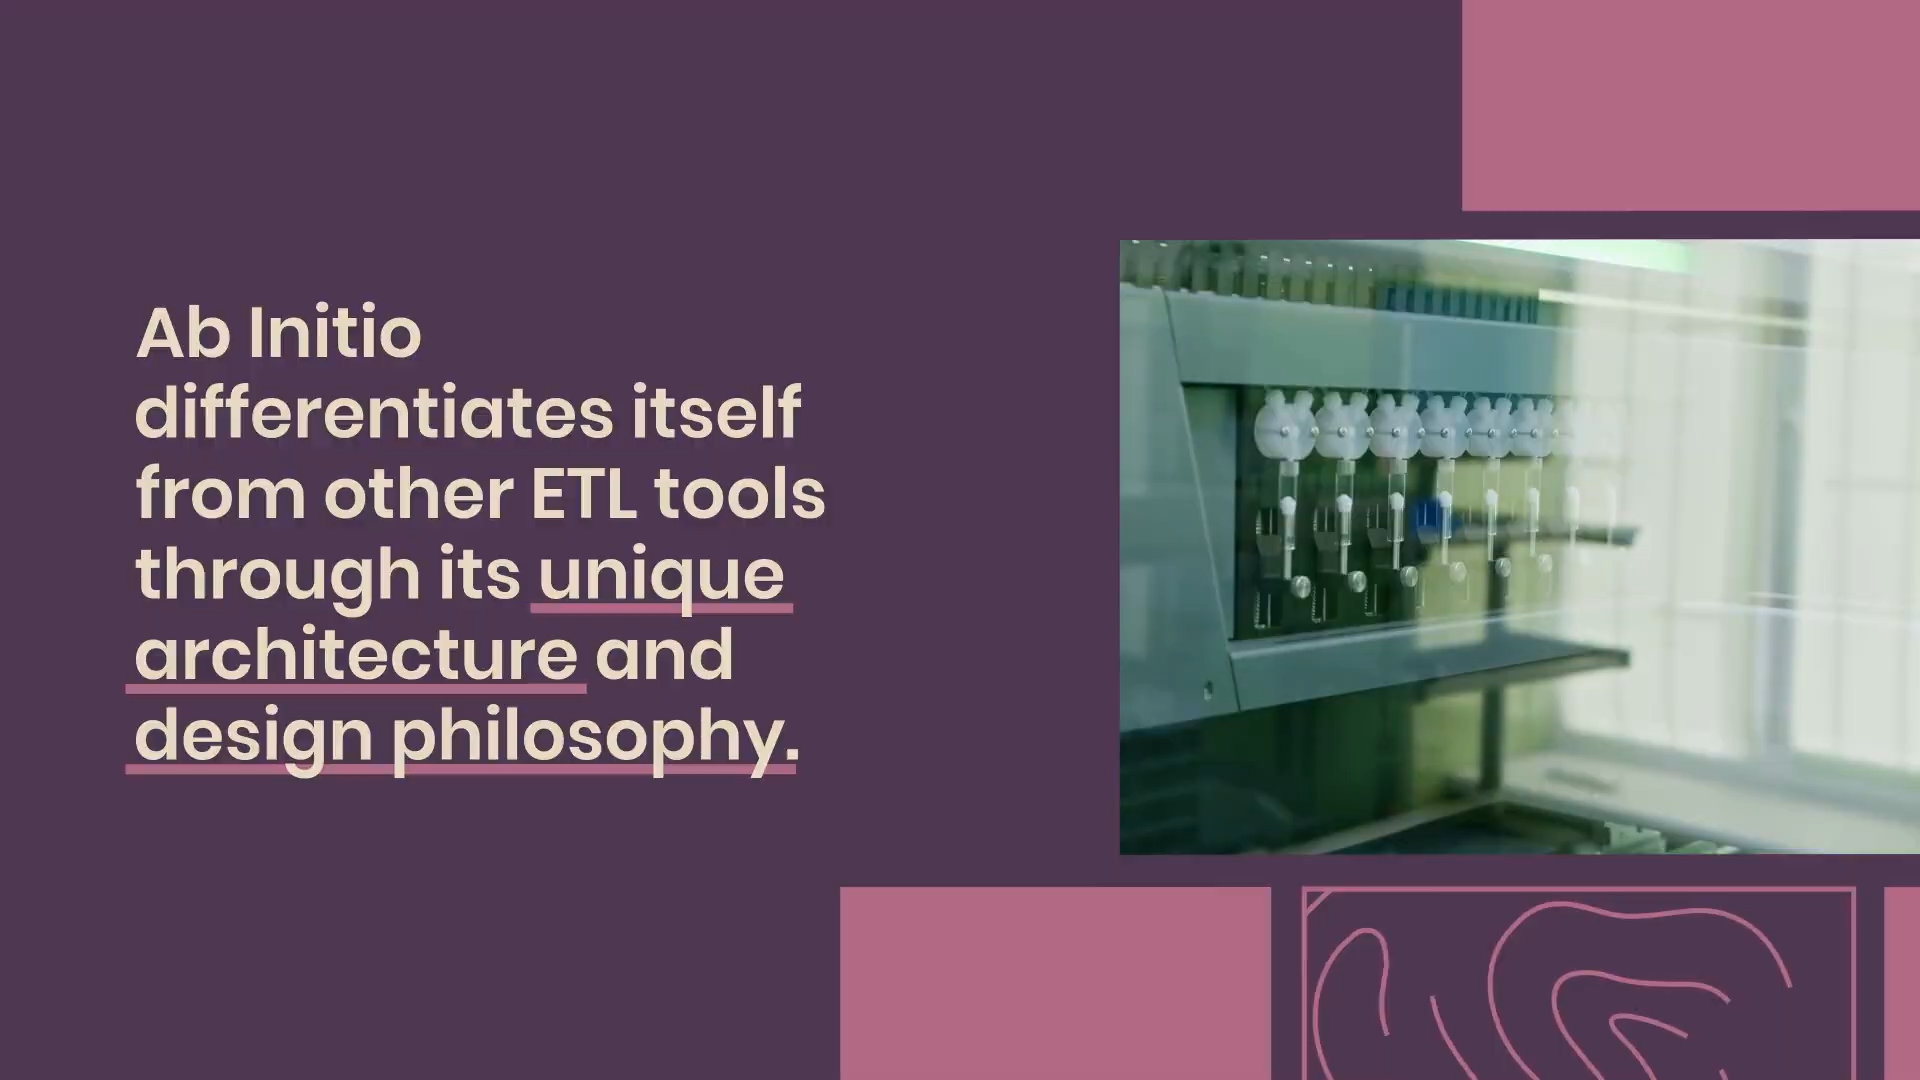 Ab Initio
differentiates itself
from other ETL tools
through its unique
architecture and
design philosophy.